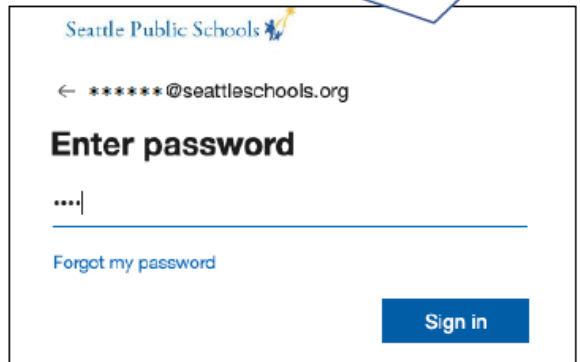 Seattle Public Schools
← ******@seattleschools.org
Enter password
••••
Forgot my password
Sign in